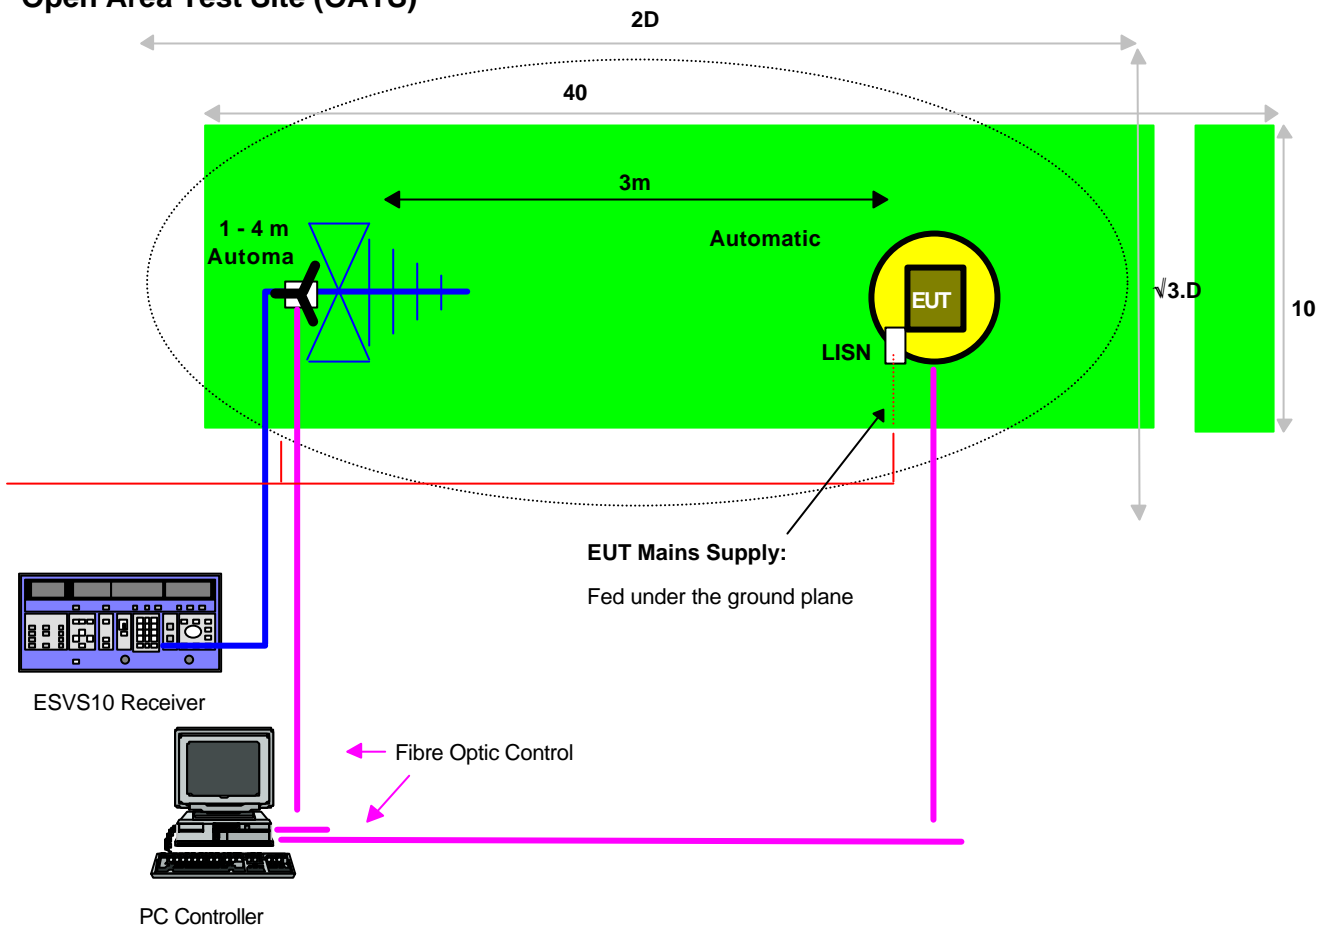 Open Area Test Site (OATS)
2D
40
3m
1 - 4 m
Automa
Automatic
EUT
√3.D
10
LISN
EUT Mains Supply:
Fed under the ground plane
ESVS10 Receiver
Fibre Optic Control
PC Controller